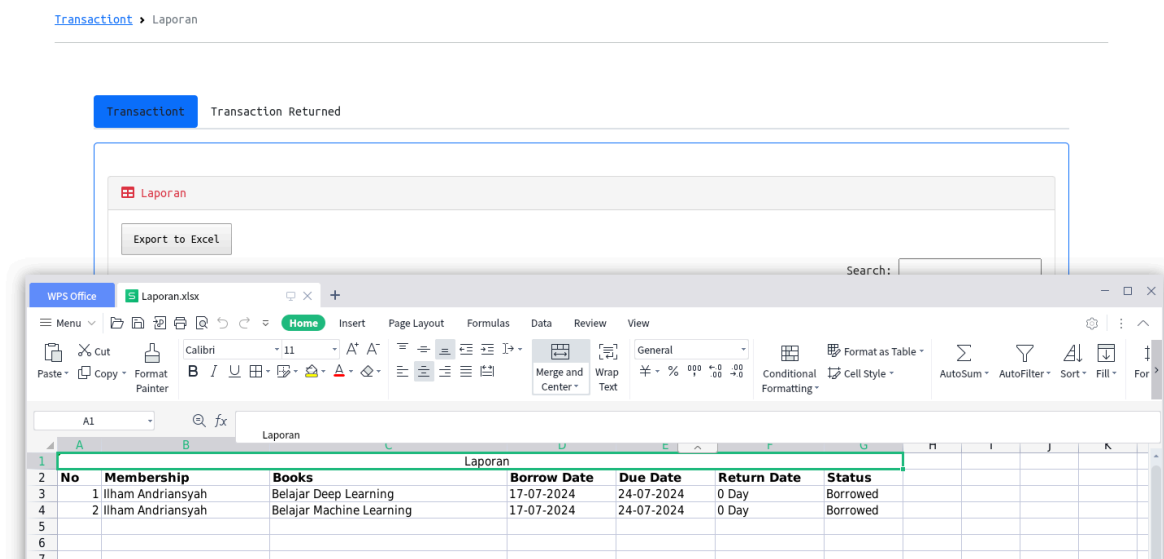 Transactiont > Laporan
Transactiont Transaction Returned
Laporan
Export to Excel
Search:
WPS Office Laporan.xlsx
Menu Home Insert Page Layout Formulas Data Review View
Cut Calibri 11 General Format as Table
Paste Copy Format Painter Merge and Center Wrap Text Conditional Formatting Cell Style AutoSum AutoFilter Sort Fill For
A1 fx Laporan
A B C D E F G H I J K
1 Laporan
2 No Membership Books Borrow Date Due Date Return Date Status
3 1 Ilham Andriansyah Belajar Deep Learning 17-07-2024 24-07-2024 0 Day Borrowed
4 2 Ilham Andriansyah Belajar Machine Learning 17-07-2024 24-07-2024 0 Day Borrowed
5
6
7